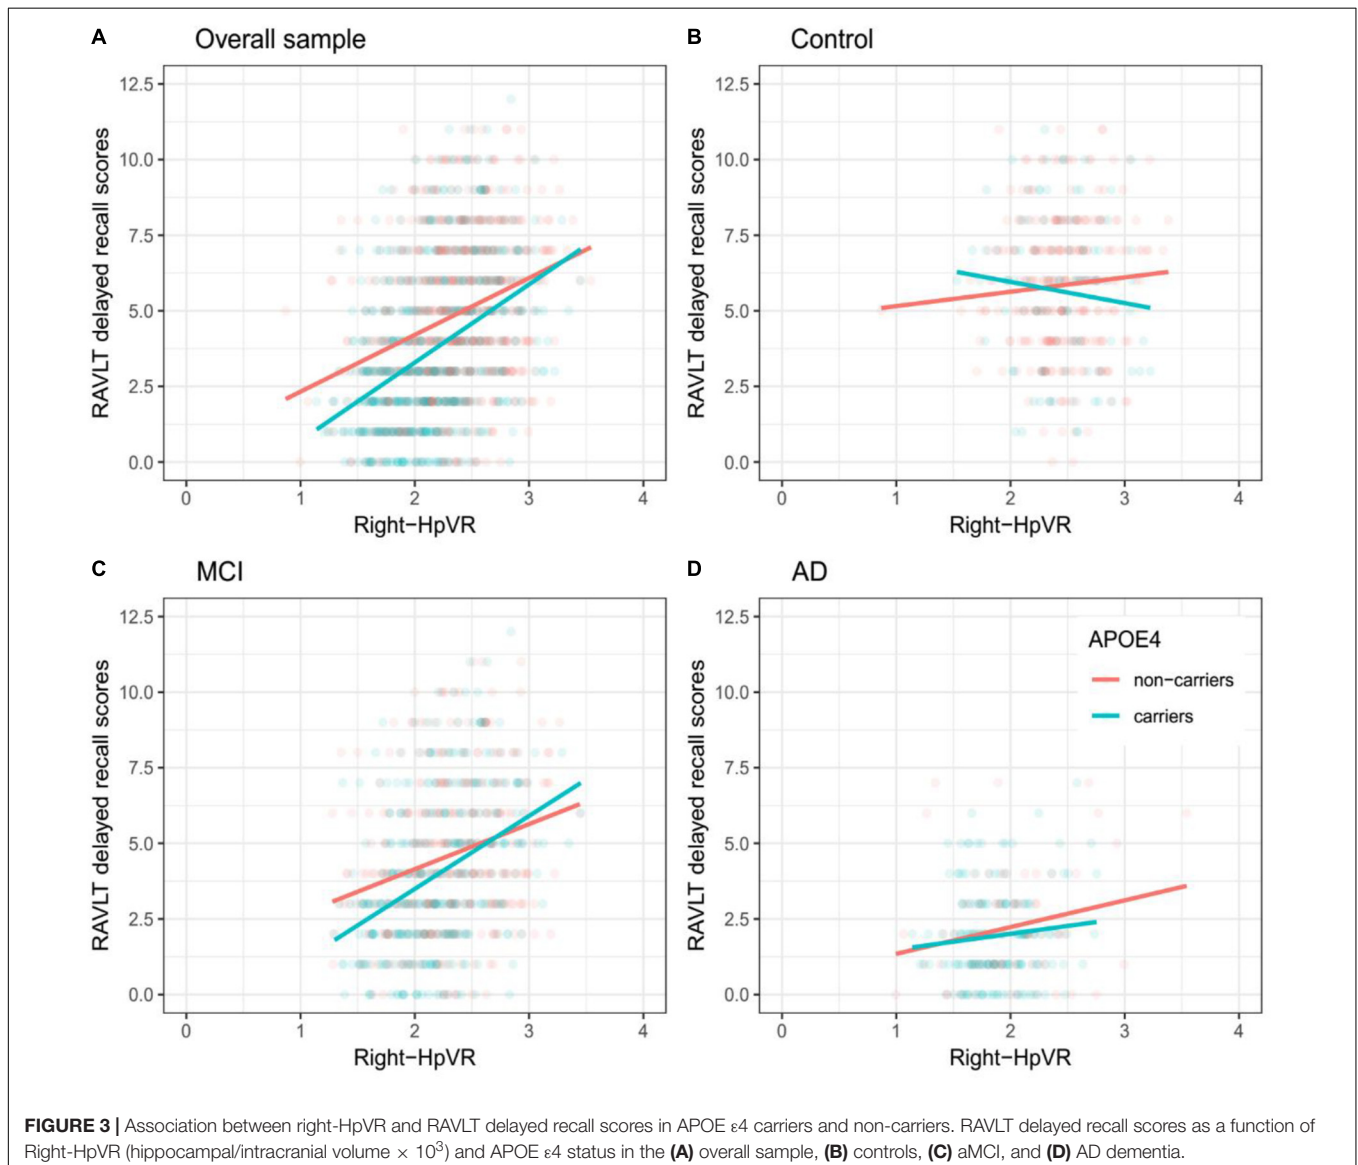 A Overall sample
12.5
10.0
7.5
5.0
2.5
0.0
RAVLT delayed recall scores
0 1 2 3 4
Right−HpVR
B Control
12.5
10.0
7.5
5.0
2.5
0.0
RAVLT delayed recall scores
0 1 2 3 4
Right−HpVR
C MCI
12.5
10.0
7.5
5.0
2.5
0.0
RAVLT delayed recall scores
0 1 2 3 4
Right−HpVR
D AD
12.5
10.0
7.5
5.0
2.5
0.0
RAVLT delayed recall scores
0 1 2 3 4
Right−HpVR
APOE4
non−carriers
carriers
FIGURE 3 | Association between right-HpVR and RAVLT delayed recall scores in APOE ε4 carriers and non-carriers. RAVLT delayed recall scores as a function of
Right-HpVR (hippocampal/intracranial volume × 10³) and APOE ε4 status in the (A) overall sample, (B) controls, (C) aMCI, and (D) AD dementia.